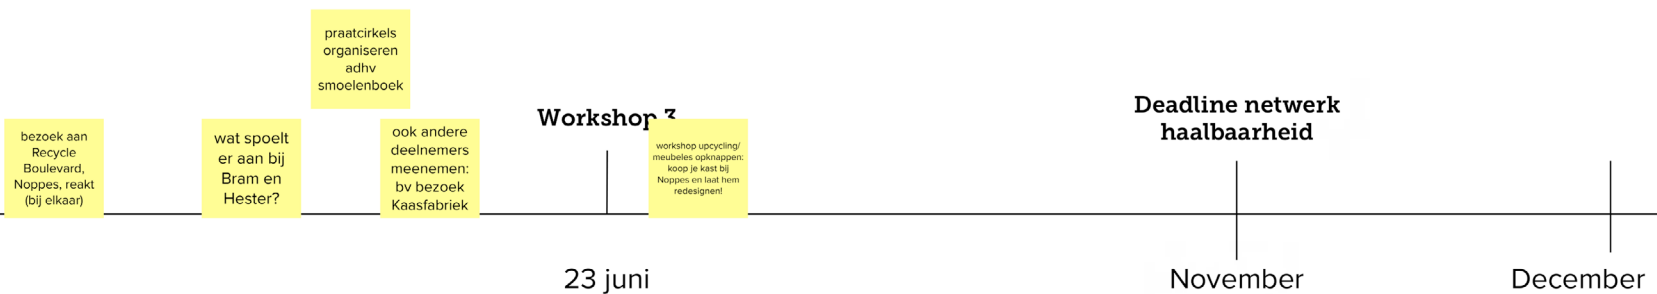 praatcirkels
organiseren
adhv
smoelenboek
bezoek aan
Recycle
Boulevard,
Noppes, reakt
(bij elkaar)
wat spoelt
er aan bij
Bram en
Hester?
ook andere
deelnemers
meenemen:
bv bezoek
Kaasfabriek
Workshop 3
workshop upcycling/
meubeles opknappen:
koop je kast bij
Noppes en laat hem
redesignen!
Deadline netwerk
haalbaarheid
23 juni
November
December